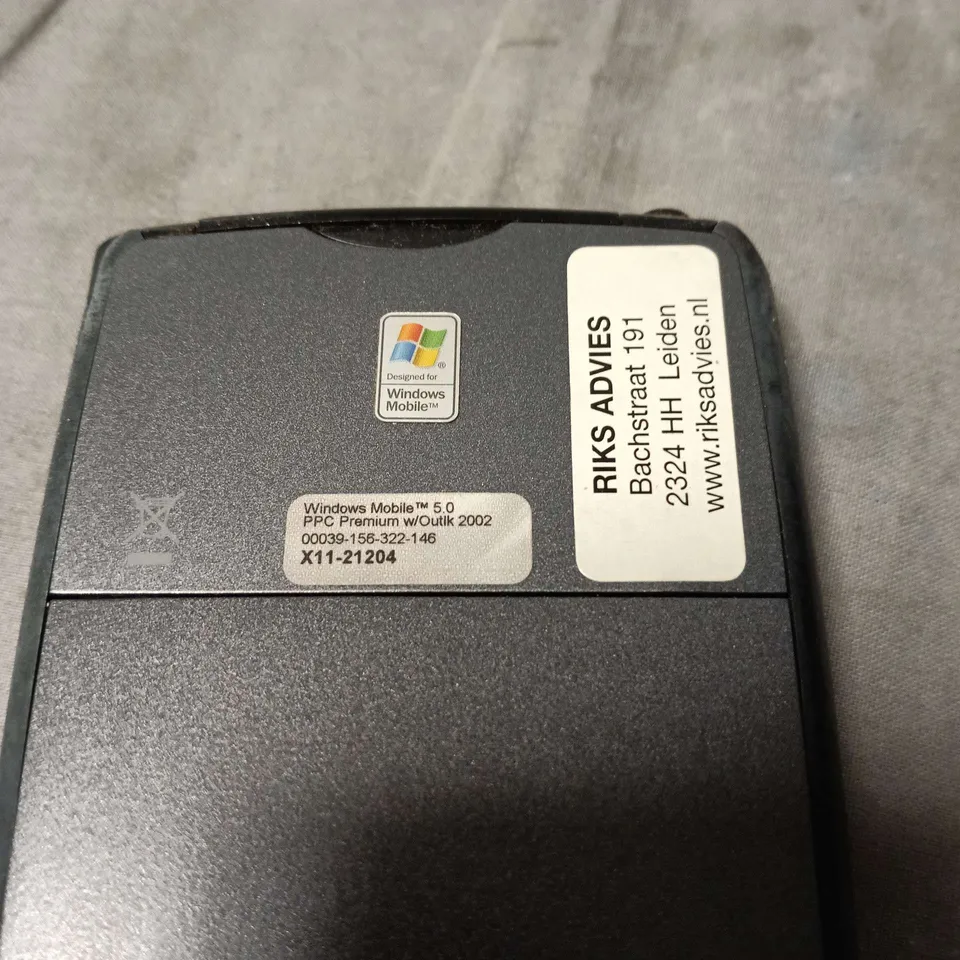 Designed for
Windows
Mobile™
®
Windows Mobile™ 5.0
PPC Premium w/Outlk 2002
00039-156-322-146
X11-21204
RIKS ADVIES
Bachstraat 191
2324 HH Leiden
www.riksadvies.nl